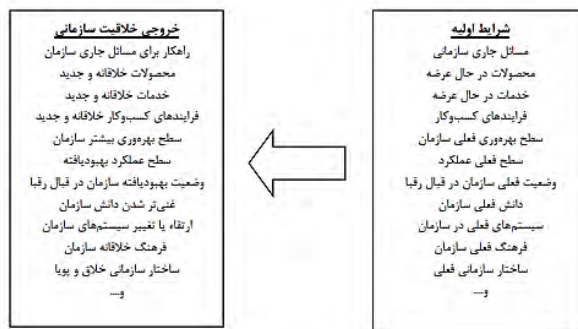 شرایط اولیه
مسائل جاری سازمانی
محصولات در حال عرضه
خدمات در حال عرضه
فرایندهای کسب‌وکار
سطح بهره‌وری فعلی سازمان
سطح فعلی عملکرد
وضعیت فعلی سازمان در قبال رقبا
دانش فعلی سازمان
سیستم‌های فعلی در سازمان
فرهنگ فعلی سازمان
ساختار سازمانی فعلی
و...
خروجی خلاقیت سازمانی
راهکار برای مسائل جاری سازمان
محصولات خلاقانه و جدید
خدمات خلاقانه و جدید
فرایندهای کسب‌وکار خلاقانه و جدید
سطح بهره‌وری بیشتر سازمان
سطح عملکرد بهبودیافته
وضعیت بهبودیافته سازمان در قبال رقبا
غنی‌تر شدن دانش سازمان
ارتقاء یا تغییر سیستم‌های سازمان
فرهنگ خلاقانه سازمان
ساختار سازمانی خلاق و پویا
و...